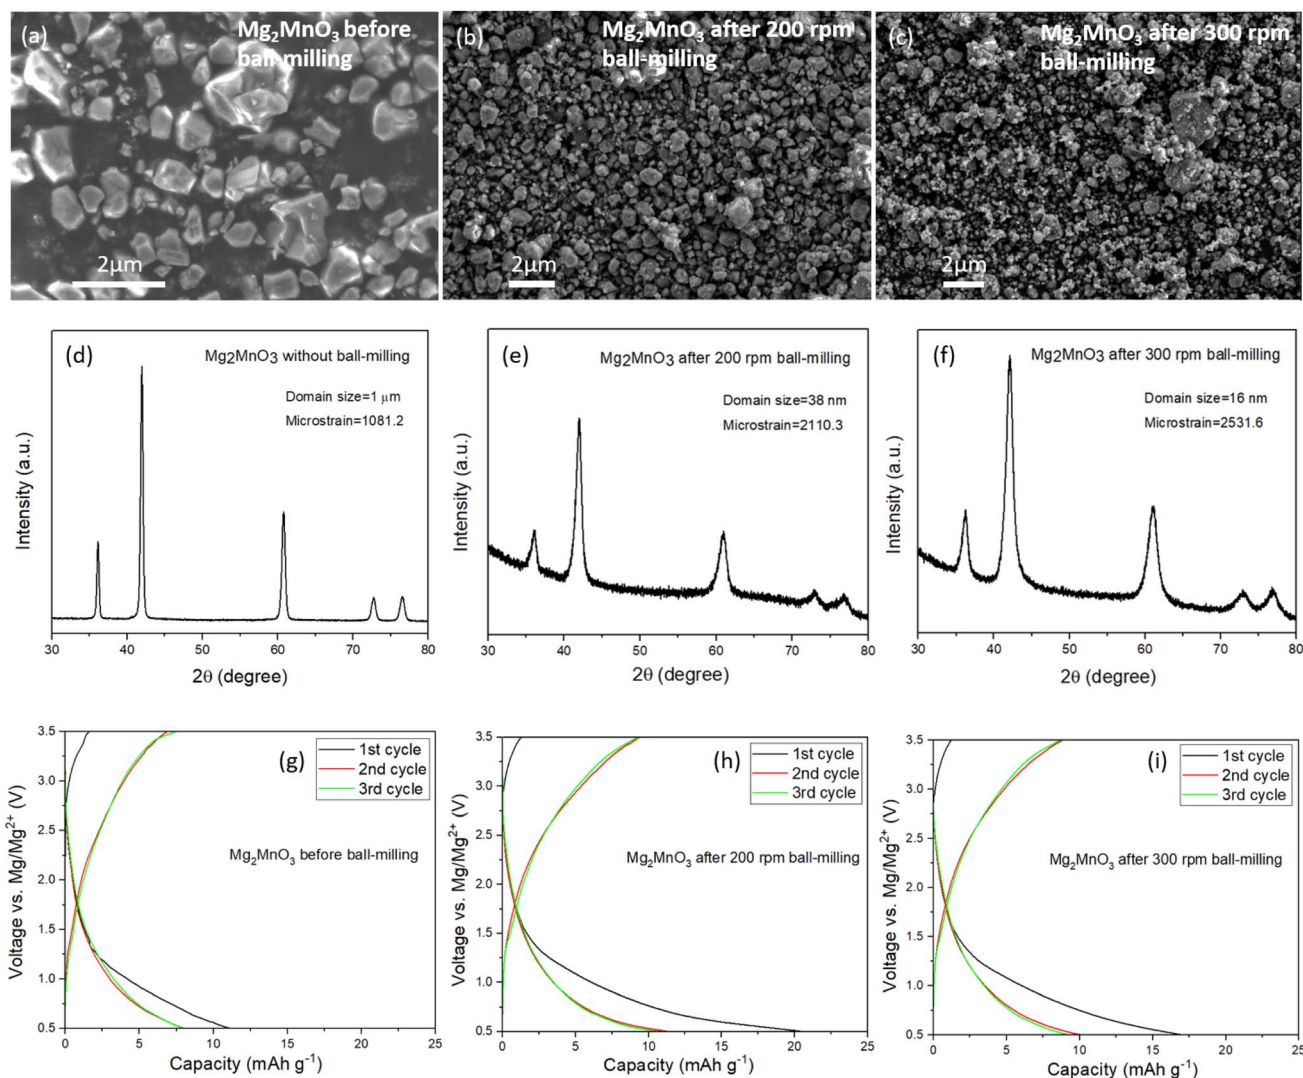 (a)
Mg₂MnO₃ before
ball-milling
2μm
(b)
Mg₂MnO₃ after 200 rpm
ball-milling
2μm
(c)
Mg₂MnO₃ after 300 rpm
ball-milling
2μm
(d)
Mg2MnO3 without ball-milling
Domain size=1 μm
Microstrain=1081.2
Intensity (a.u.)
30 40 50 60 70 80
2θ (degree)
(e)
Mg2MnO3 after 200 rpm ball-milling
Domain size=38 nm
Microstrain=2110.3
Intensity (a.u.)
30 40 50 60 70 80
2θ (degree)
(f)
Mg2MnO3 after 300 rpm ball-milling
Domain size=16 nm
Microstrain=2531.6
Intensity (a.u.)
30 40 50 60 70 80
2θ (degree)
(g)
1st cycle
2nd cycle
3rd cycle
Mg₂MnO₃ before ball-milling
Voltage vs. Mg/Mg²⁺ (V)
3.5
3.0
2.5
2.0
1.5
1.0
0.5
0 5 10 15 20 25
Capacity (mAh g⁻¹)
(h)
1st cycle
2nd cycle
3rd cycle
Mg₂MnO₃ after 200 rpm ball-milling
Voltage vs. Mg/Mg²⁺ (V)
3.5
3.0
2.5
2.0
1.5
1.0
0.5
0 5 10 15 20 25
Capacity (mAh g⁻¹)
(i)
1st cycle
2nd cycle
3rd cycle
Mg₂MnO₃ after 300 rpm ball-milling
Voltage vs. Mg/Mg²⁺ (V)
3.5
3.0
2.5
2.0
1.5
1.0
0.5
0 5 10 15 20 25
Capacity (mAh g⁻¹)